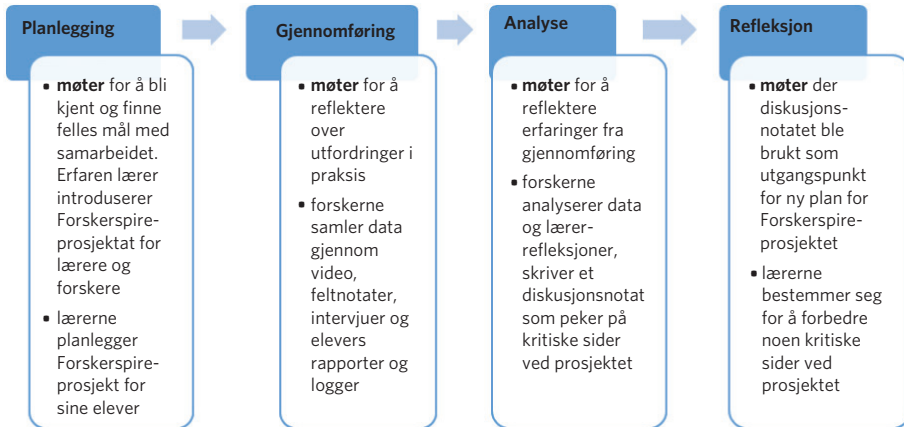 Planlegging
• møter for å bli
kjent og finne
felles mål med
samarbeidet.
Erfaren lærer
introduserer
Forskerspire-
prosjektat for
lærere og
forskere
• lærerne
planlegger
Forskerspire-
prosjekt for
sine elever
Gjennomføring
• møter for å
reflektere
over
utfordringer i
praksis
• forskerne
samler data
gjennom
video,
feltnotater,
intervjuer og
elevers
rapporter og
logger
Analyse
• møter for å
reflektere
erfaringer fra
gjennomføring
• forskerne
analyserer data
og lærer-
refleksjoner,
skriver et
diskusjonsnotat
som peker på
kritiske sider
ved prosjektet
Refleksjon
• møter der
diskusjons-
notatet ble
brukt som
utgangspunkt
for ny plan for
Forskerspire-
prosjektet
• lærerne
bestemmer seg
for å forbedre
noen kritiske
sider ved
prosjektet